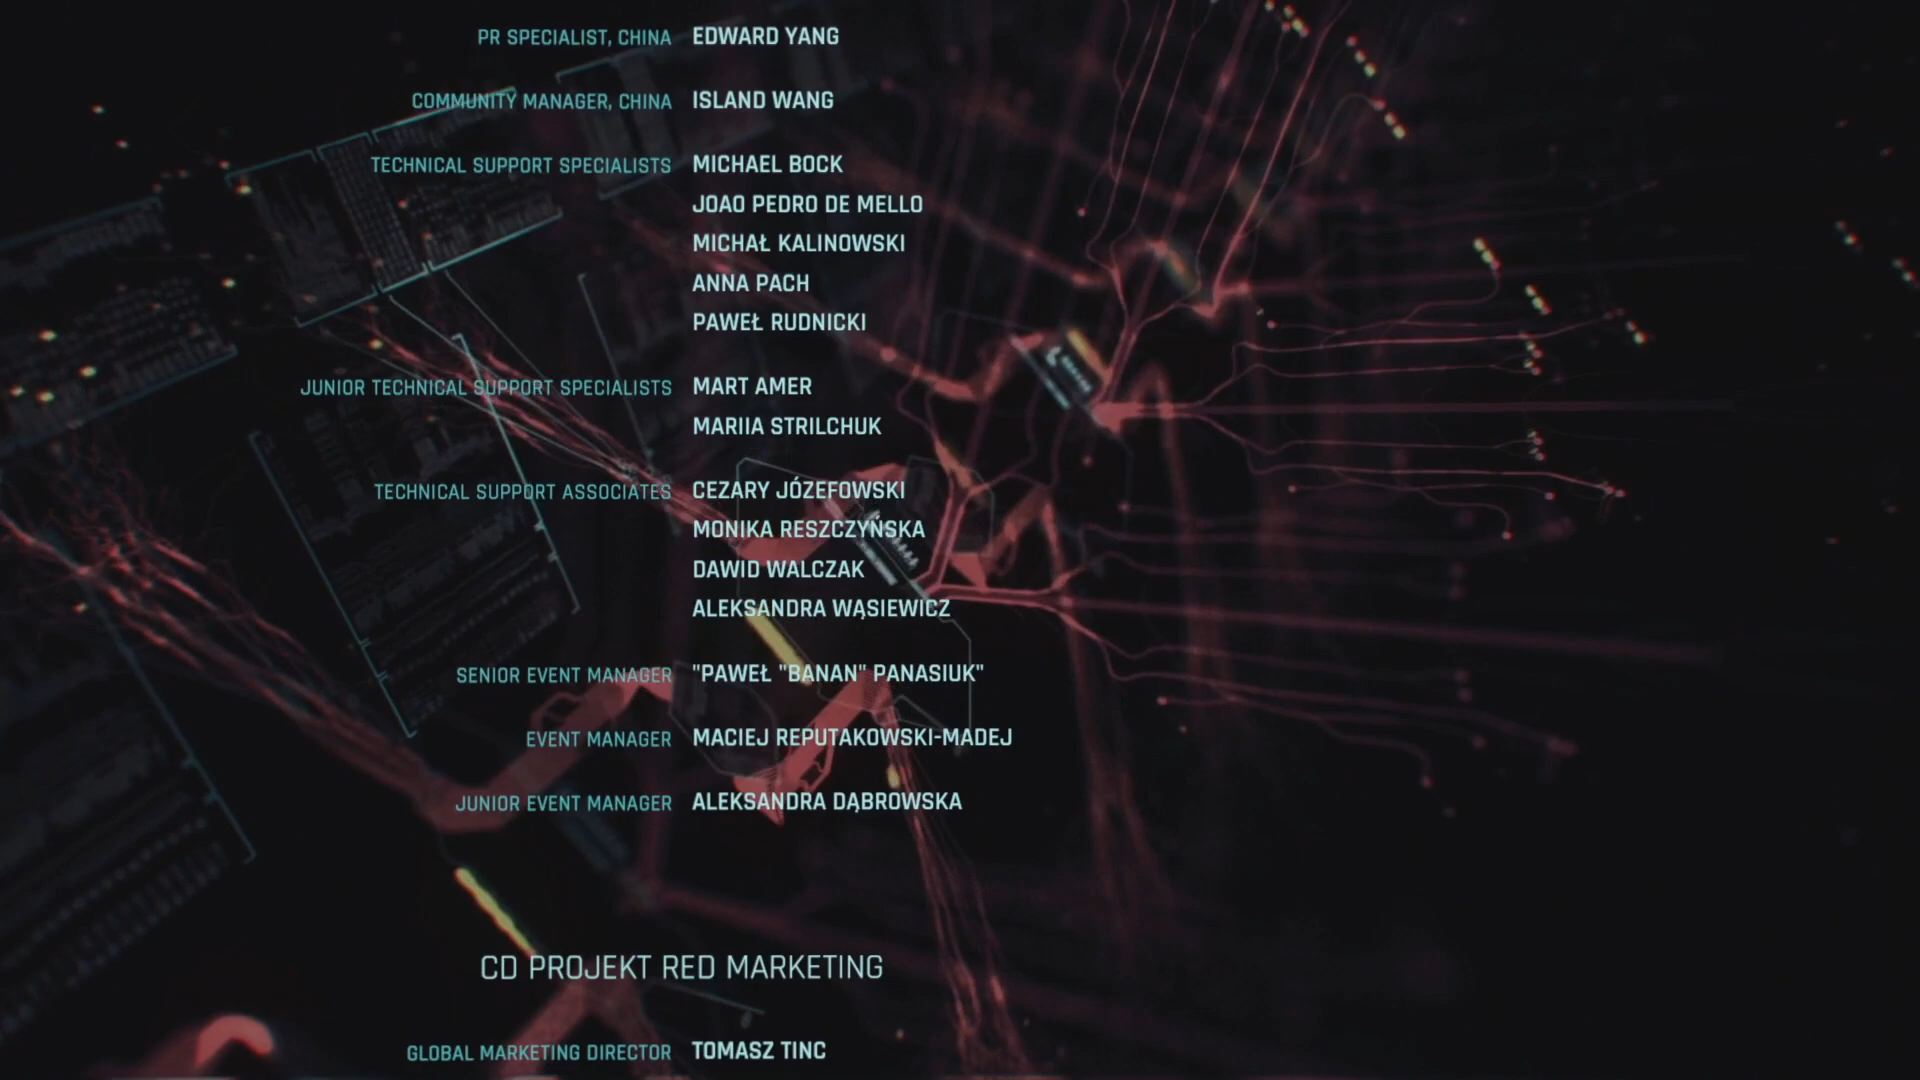 PR SPECIALIST, CHINA EDWARD YANG
COMMUNITY MANAGER, CHINA ISLAND WANG
TECHNICAL SUPPORT SPECIALISTS MICHAEL BOCK
JOAO PEDRO DE MELLO
MICHAŁ KALINOWSKI
ANNA PACH
PAWEŁ RUDNICKI
JUNIOR TECHNICAL SUPPORT SPECIALISTS MART AMER
MARIIA STRILCHUK
TECHNICAL SUPPORT ASSOCIATES CEZARY JÓZEFOWSKI
MONIKA RESZCZYŃSKA
DAWID WALCZAK
ALEKSANDRA WĄSIEWICZ
SENIOR EVENT MANAGER "PAWEŁ "BANAN" PANASIUK"
EVENT MANAGER MACIEJ REPUTAKOWSKI-MADEJ
JUNIOR EVENT MANAGER ALEKSANDRA DĄBROWSKA
CD PROJEKT RED MARKETING
GLOBAL MARKETING DIRECTOR TOMASZ TINC